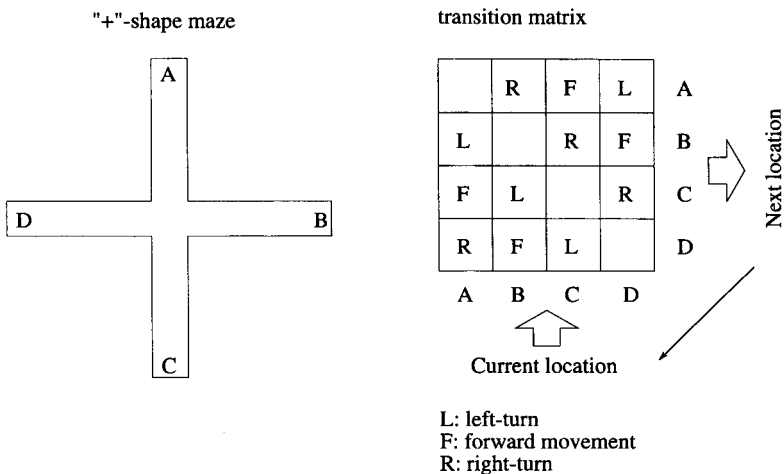 "+"-shape maze
A
D B
C
transition matrix
R F L A
L R F B
F L R C
R F L D
A B C D
Next location
Current location
L: left-turn
F: forward movement
R: right-turn